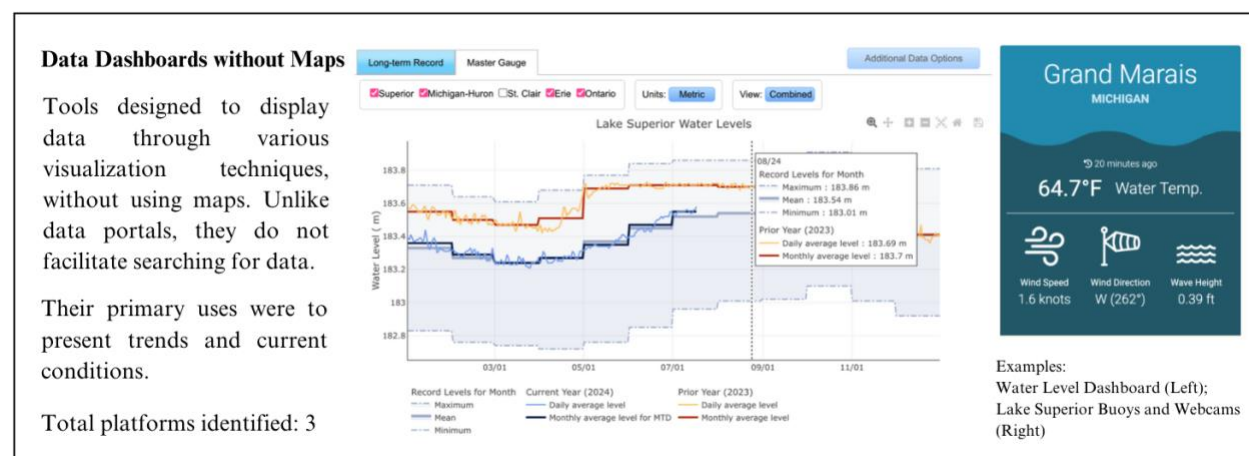 Data Dashboards without Maps
Tools designed to display
data through various
visualization techniques,
without using maps. Unlike
data portals, they do not
facilitate searching for data.
Their primary uses were to
present trends and current
conditions.
Total platforms identified: 3
Long-term Record Master Gauge Additional Data Options
Superior Michigan-Huron St. Clair Erie Ontario Units: Metric View: Combined
Lake Superior Water Levels
Water Level ( m)
183.8
183.6
183.4
183.2
183
182.8
03/01 05/01 07/01 09/01 11/01
08/24
Record Levels for Month
Maximum : 183.86 m
Mean : 183.54 m
Minimum : 183.01 m
Prior Year (2023)
Daily average level : 183.69 m
Monthly average level : 183.7 m
Record Levels for Month Current Year (2024) Prior Year (2023)
Maximum Daily average level Daily average level
Mean Monthly average level for MTD Monthly average level
Minimum
Grand Marais
MICHIGAN
20 minutes ago
64.7°F Water Temp.
Wind Speed Wind Direction Wave Height
1.6 knots W (262°) 0.39 ft
Examples:
Water Level Dashboard (Left);
Lake Superior Buoys and Webcams
(Right)